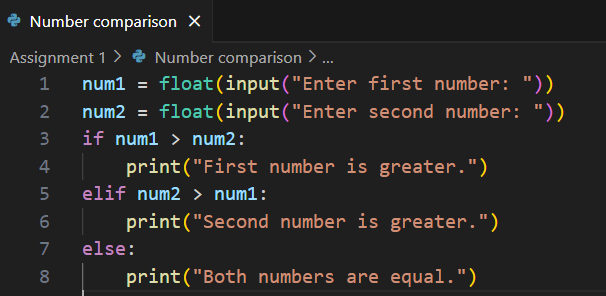 Number comparison ×
Assignment 1 > Number comparison > ...
1 num1 = float(input("Enter first number: "))
2 num2 = float(input("Enter second number: "))
3 if num1 > num2:
4     print("First number is greater.")
5 elif num2 > num1:
6     print("Second number is greater.")
7 else:
8     print("Both numbers are equal.")